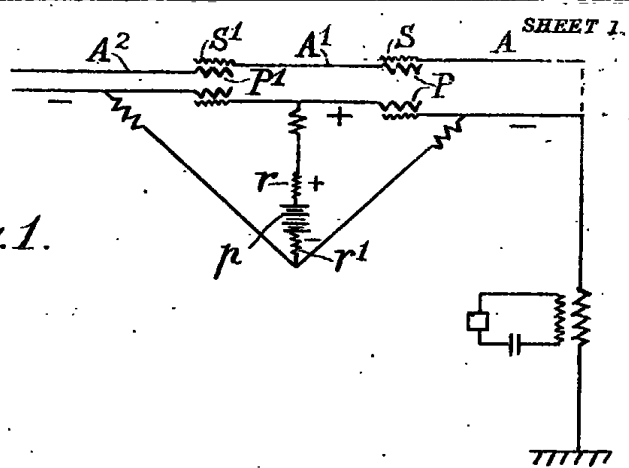 SHEET 1.
A² S¹ A¹ S A
P¹ P
− + −
r − +
.1.
p − r¹